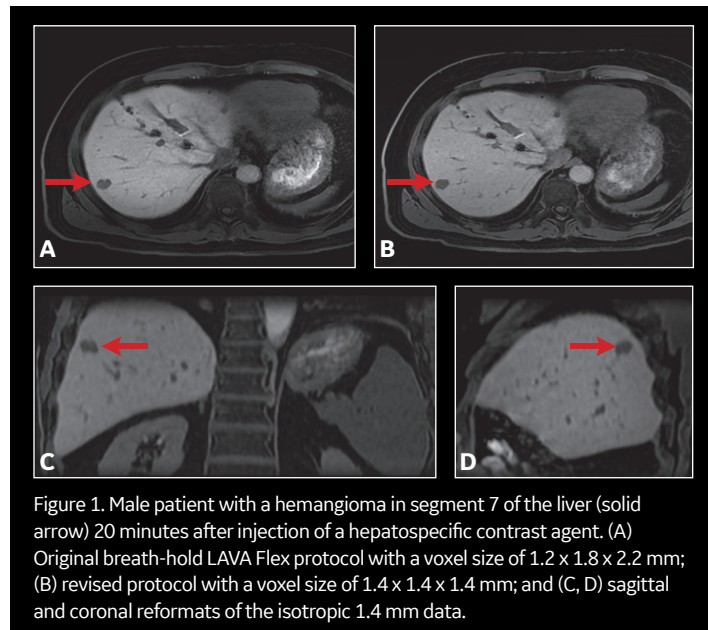 A
B
C
D
Figure 1. Male patient with a hemangioma in segment 7 of the liver (solid
arrow) 20 minutes after injection of a hepatospecific contrast agent. (A)
Original breath-hold LAVA Flex protocol with a voxel size of 1.2 x 1.8 x 2.2 mm;
(B) revised protocol with a voxel size of 1.4 x 1.4 x 1.4 mm; and (C, D) sagittal
and coronal reformats of the isotropic 1.4 mm data.